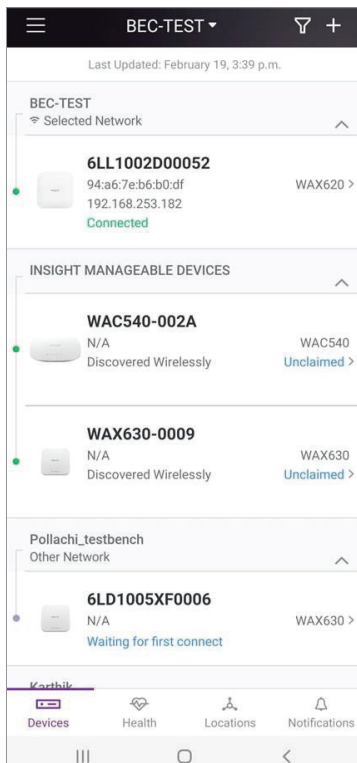 BEC-TEST
Last Updated: February 19, 3:39 p.m.
BEC-TEST
Selected Network
6LL1002D00052
94:a6:7e:b6:b0:df WAX620 >
192.168.253.182
Connected
INSIGHT MANAGEABLE DEVICES
WAC540-002A
N/A WAC540
Discovered Wirelessly Unclaimed >
WAX630-0009
N/A WAX630
Discovered Wirelessly Unclaimed >
Pollachi_testbench
Other Network
6LD1005XF0006
N/A WAX630 >
Waiting for first connect
Karthik
Devices Health Locations Notifications